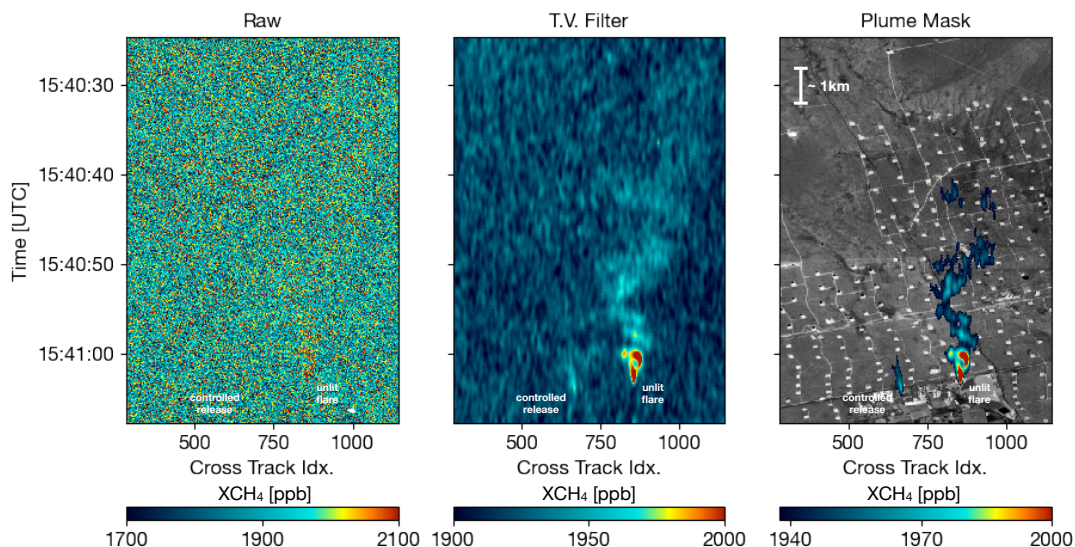 Raw
T.V. Filter
Plume Mask
Time [UTC]
15:40:30
15:40:40
15:40:50
15:41:00
controlled
release
unlit
flare
controlled
release
unlit
flare
~ 1km
controlled
release
unlit
flare
500 750 1000
500 750 1000
500 750 1000
Cross Track Idx.
Cross Track Idx.
Cross Track Idx.
XCH₄ [ppb]
XCH₄ [ppb]
XCH₄ [ppb]
1700 1900 2100
1900 1950 2000
1940 1970 2000